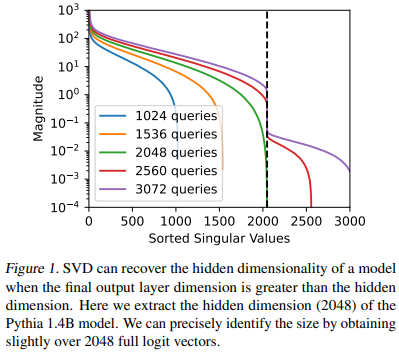 10³
10²
10¹
10⁰
10⁻¹
10⁻²
10⁻³
10⁻⁴
Magnitude
1024 queries
1536 queries
2048 queries
2560 queries
3072 queries
0 500 1000 1500 2000 2500 3000
Sorted Singular Values
Figure 1. SVD can recover the hidden dimensionality of a model
when the final output layer dimension is greater than the hidden
dimension. Here we extract the hidden dimension (2048) of the
Pythia 1.4B model. We can precisely identify the size by obtaining
slightly over 2048 full logit vectors.